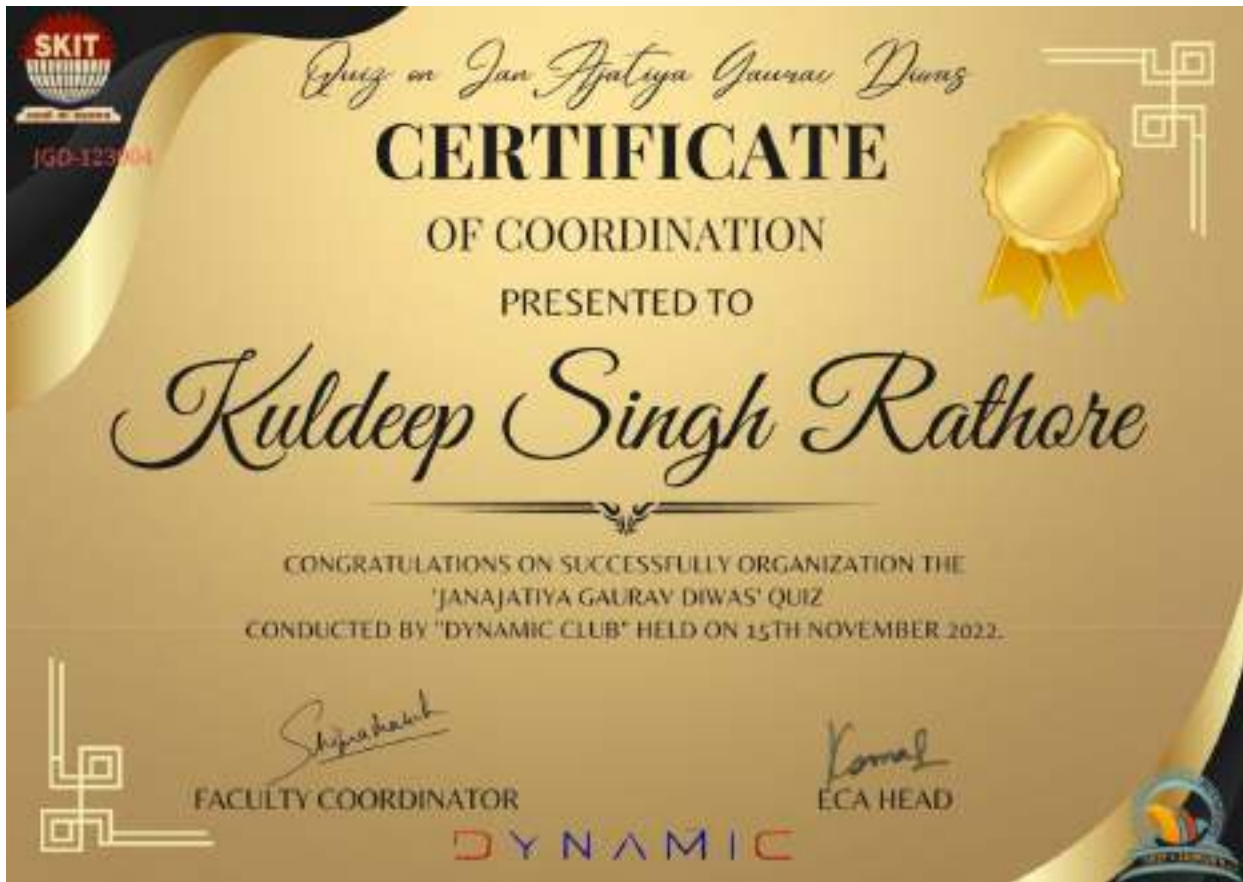 SKIT
Quiz on Jan Ajatiya Gaurav Diwas
CERTIFICATE
OF COORDINATION
PRESENTED TO
Kuldeep Singh Rathore
CONGRATULATIONS ON SUCCESSFULLY ORGANIZATION THE
'JANAJATIYA GAURAV DIWAS' QUIZ
CONDUCTED BY "DYNAMIC CLUB" HELD ON 15TH NOVEMBER 2022.
Komal
FACULTY COORDINATOR
ECA HEAD
DYNAMIC